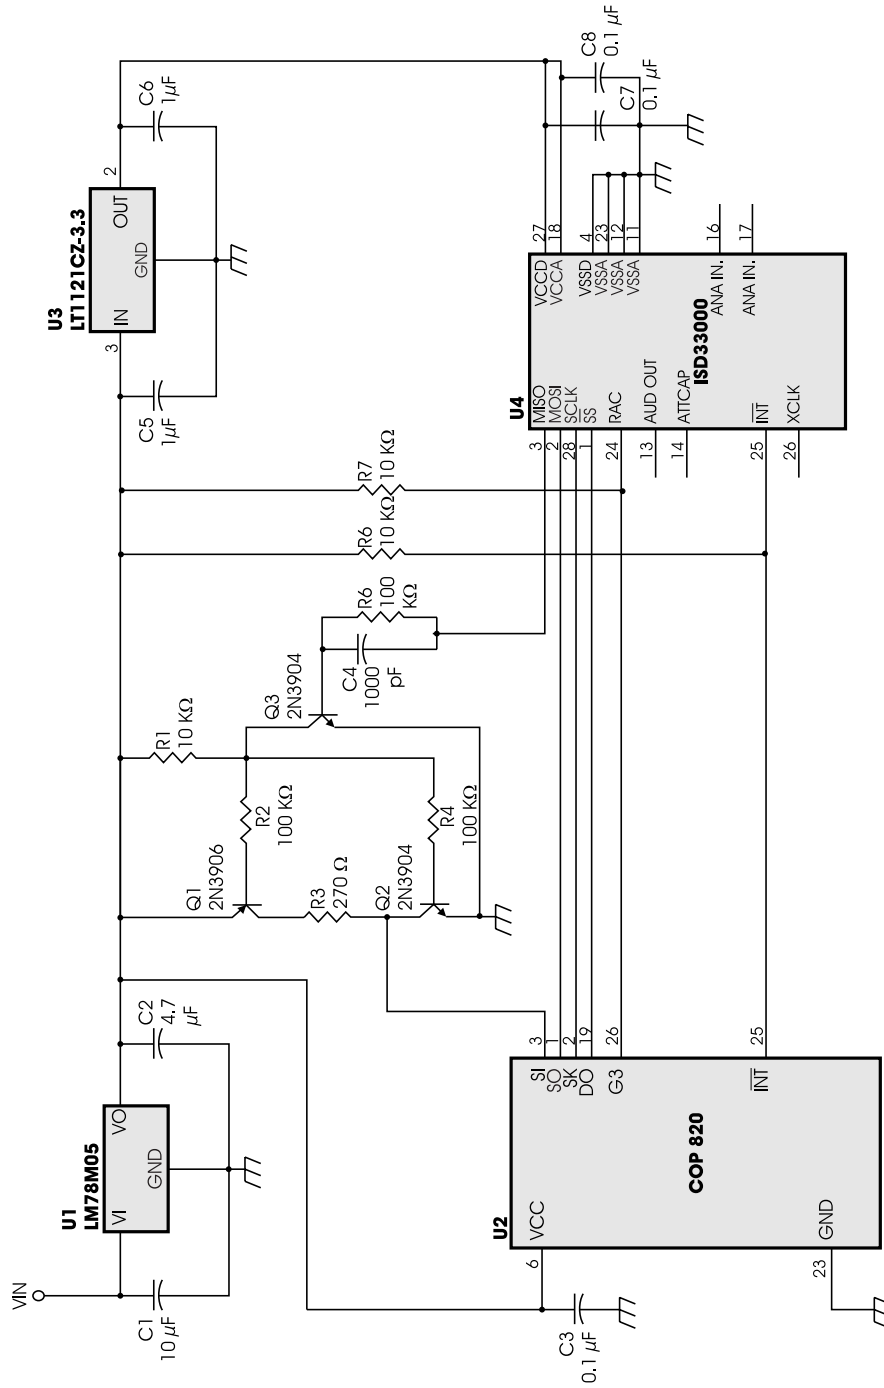 VIN
C1
10 µF
U1
LM78M05
VI
VO
GND
C2
4.7
µF
C3
0.1 µF
U2
VCC
6
GND
23
COP 820
SI
SO
SK
DO
G3
INT
3
1
2
19
26
25
Q1
2N3906
R1
10 KΩ
R2
100 KΩ
R3
270 Ω
Q2
2N3904
R4
100 KΩ
Q3
2N3904
C4
1000
pF
R6
100
KΩ
R6
10 KΩ
R7
10 KΩ
C5
1µF
U3
LT1121CZ-3.3
3
IN
OUT
GND
2
C6
1µF
U4
ISD33000
3
2
28
1
24
13
14
25
26
MISO
MOSI
SCLK
SS
RAC
AUD OUT
ATTCAP
INT
XCLK
VCCD
VCCA
VSSD
VSSA
VSSA
VSSA
ANA IN.
ANA IN.
27
18
4
23
12
11
16
17
C7
0.1 µF
C8
0.1 µF